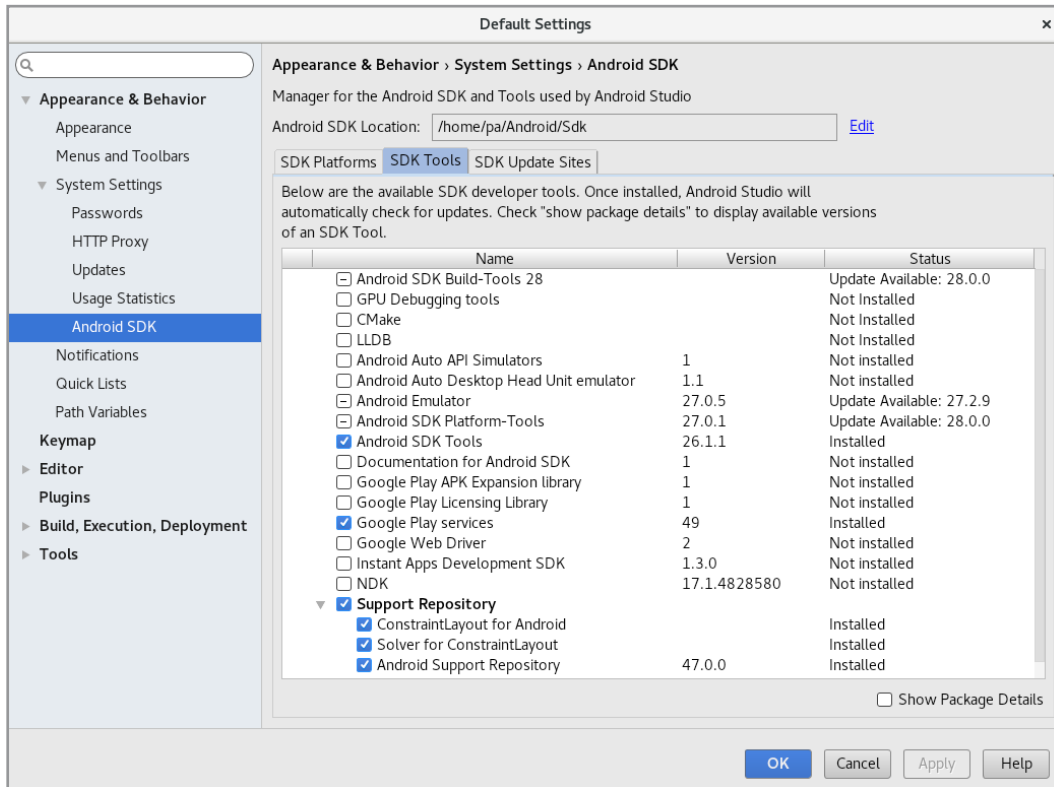 Default Settings
×
Appearance & Behavior
Appearance
Menus and Toolbars
System Settings
Passwords
HTTP Proxy
Updates
Usage Statistics
Android SDK
Notifications
Quick Lists
Path Variables
Keymap
Editor
Plugins
Build, Execution, Deployment
Tools
Appearance & Behavior › System Settings › Android SDK
Manager for the Android SDK and Tools used by Android Studio
Android SDK Location: /home/pa/Android/Sdk Edit
SDK Platforms SDK Tools SDK Update Sites
Below are the available SDK developer tools. Once installed, Android Studio will
automatically check for updates. Check "show package details" to display available versions
of an SDK Tool.
Name Version Status
Android SDK Build-Tools 28 Update Available: 28.0.0
GPU Debugging tools Not Installed
CMake Not Installed
LLDB Not Installed
Android Auto API Simulators 1 Not installed
Android Auto Desktop Head Unit emulator 1.1 Not installed
Android Emulator 27.0.5 Update Available: 27.2.9
Android SDK Platform-Tools 27.0.1 Update Available: 28.0.0
Android SDK Tools 26.1.1 Installed
Documentation for Android SDK 1 Not installed
Google Play APK Expansion library 1 Not installed
Google Play Licensing Library 1 Not installed
Google Play services 49 Installed
Google Web Driver 2 Not installed
Instant Apps Development SDK 1.3.0 Not installed
NDK 17.1.4828580 Not installed
Support Repository
ConstraintLayout for Android Installed
Solver for ConstraintLayout Installed
Android Support Repository 47.0.0 Installed
Show Package Details
OK Cancel Apply Help